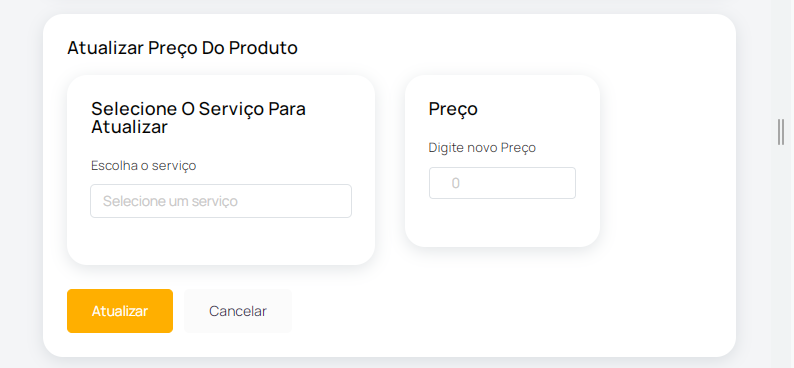 Atualizar Preço Do Produto
Selecione O Serviço Para
Atualizar
Escolha o serviço
Selecione um serviço
Preço
Digite novo Preço
0
Atualizar
Cancelar